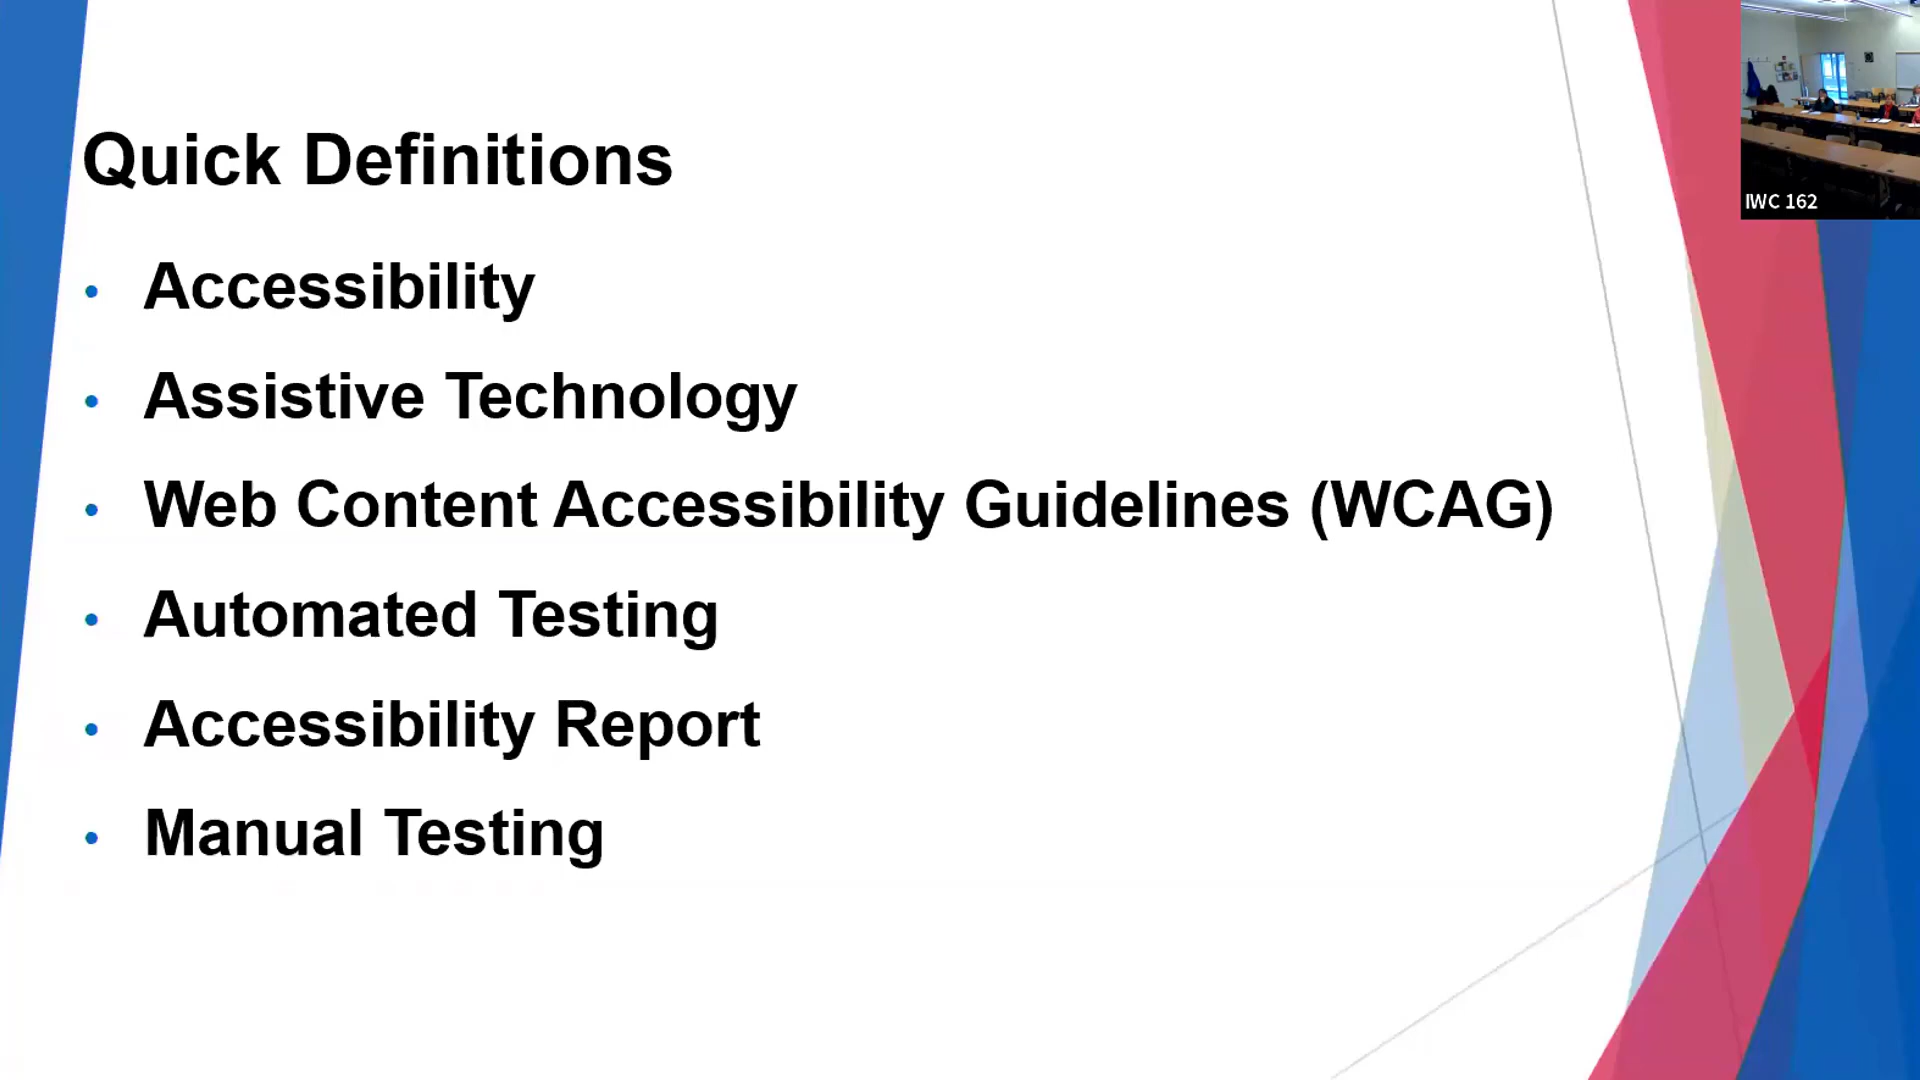 Quick Definitions
• Accessibility
• Assistive Technology
• Web Content Accessibility Guidelines (WCAG)
• Automated Testing
• Accessibility Report
• Manual Testing
IWC 162